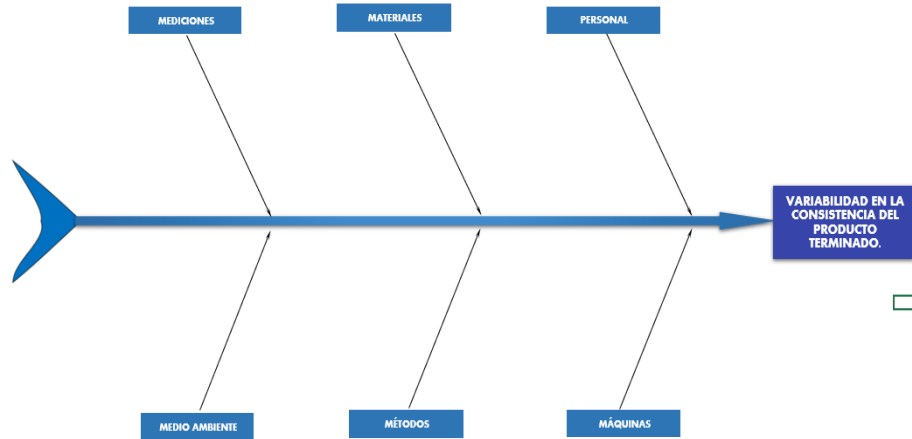 MEDICIONES
MATERIALES
PERSONAL
VARIABILIDAD EN LA
CONSISTENCIA DEL
PRODUCTO
TERMINADO.
MEDIO AMBIENTE
MÉTODOS
MÁQUINAS